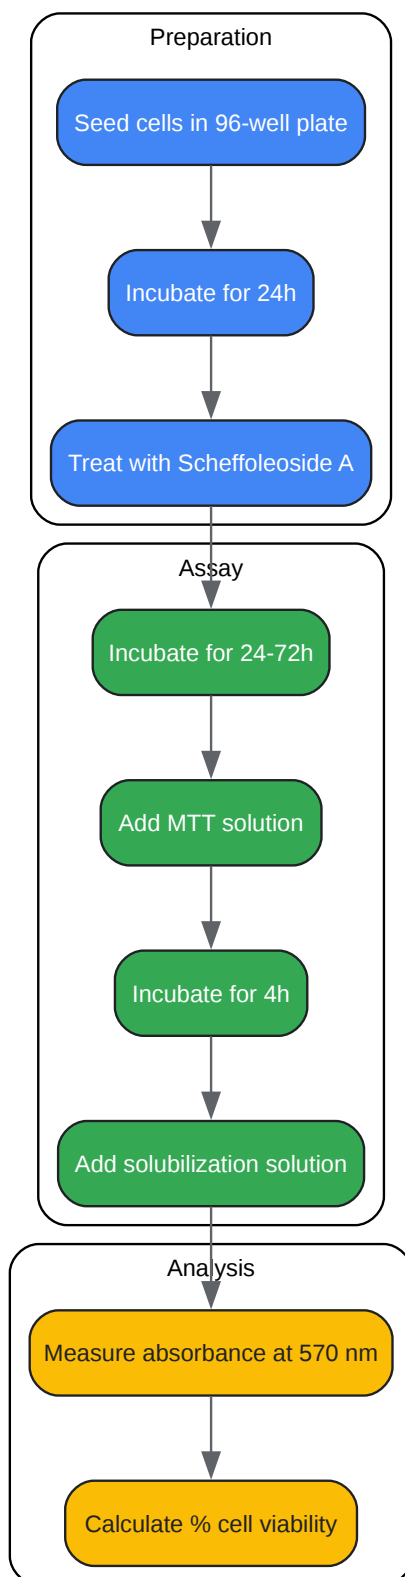 Preparation
Seed cells in 96-well plate
Incubate for 24h
Treat with Scheffoleoside A
Assay
Incubate for 24-72h
Add MTT solution
Incubate for 4h
Add solubilization solution
Analysis
Measure absorbance at 570 nm
Calculate % cell viability